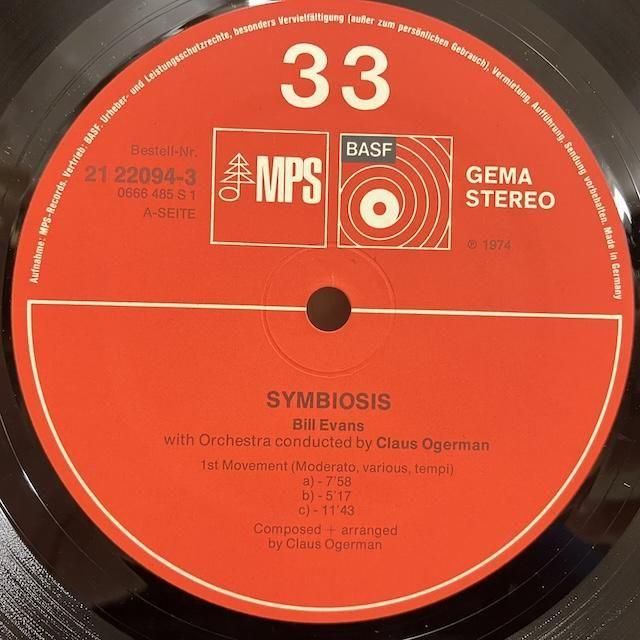 Aufnahme: MPS-Records. Vertrieb: BASF. Urheber- und Leistungsschutzrechte, besonders Vervielfältigung (außer zum persönlichen Gebrauch), Vermietung, Aufführung, Sendung vorbehalten. Made in Germany
33
Bestell-Nr.
21 22094-3
0666 485 S 1
A-SEITE
MPS
BASF
GEMA
STEREO
℗ 1974
SYMBIOSIS
Bill Evans
with Orchestra conducted by Claus Ogerman
1st Movement (Moderato, various, tempi)
a) - 7'58
b) - 5'17
c) - 11'43
Composed + arranged
by Claus Ogerman